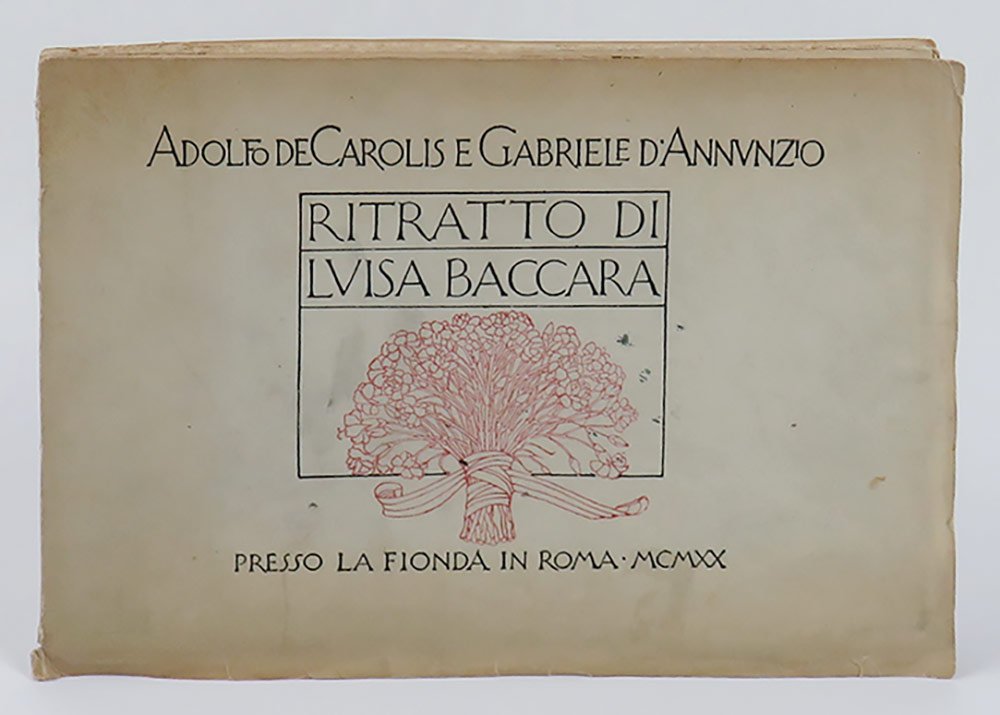 ADOLFO DE CAROLIS E GABRIELE D'ANNVNZIO
RITRATTO DI
LVISA BACCARA
PRESSO LA FIONDA IN ROMA · MCMXX